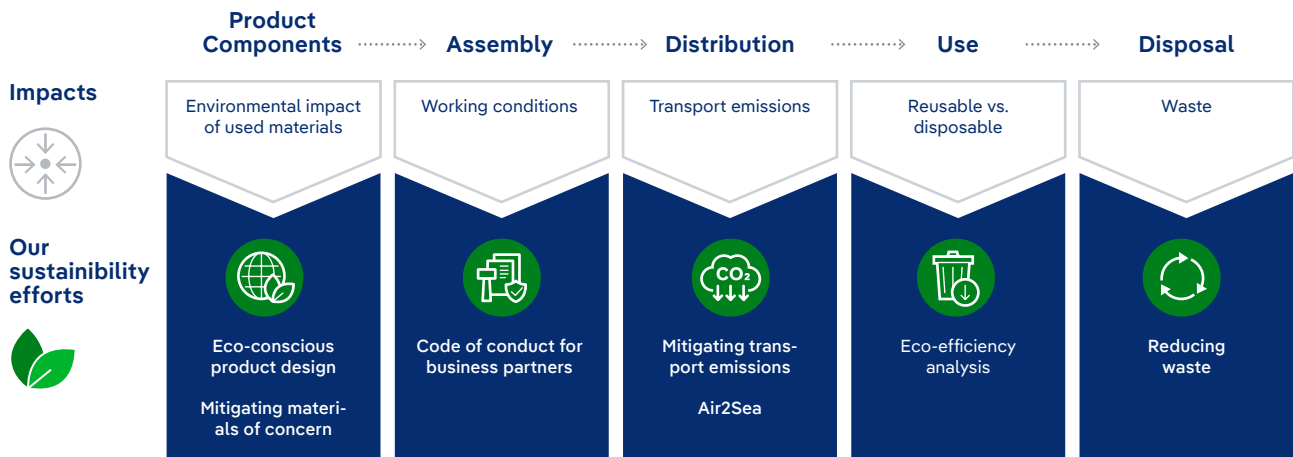 Product
Components
Assembly
Distribution
Use
Disposal
Impacts
Environmental impact
of used materials
Working conditions
Transport emissions
Reusable vs.
disposable
Waste
Our
sustainibility
efforts
Eco-conscious
product design
Mitigating materi-
als of concern
Code of conduct for
business partners
CO₂
Mitigating trans-
port emissions
Air2Sea
Eco-efficiency
analysis
Reducing
waste